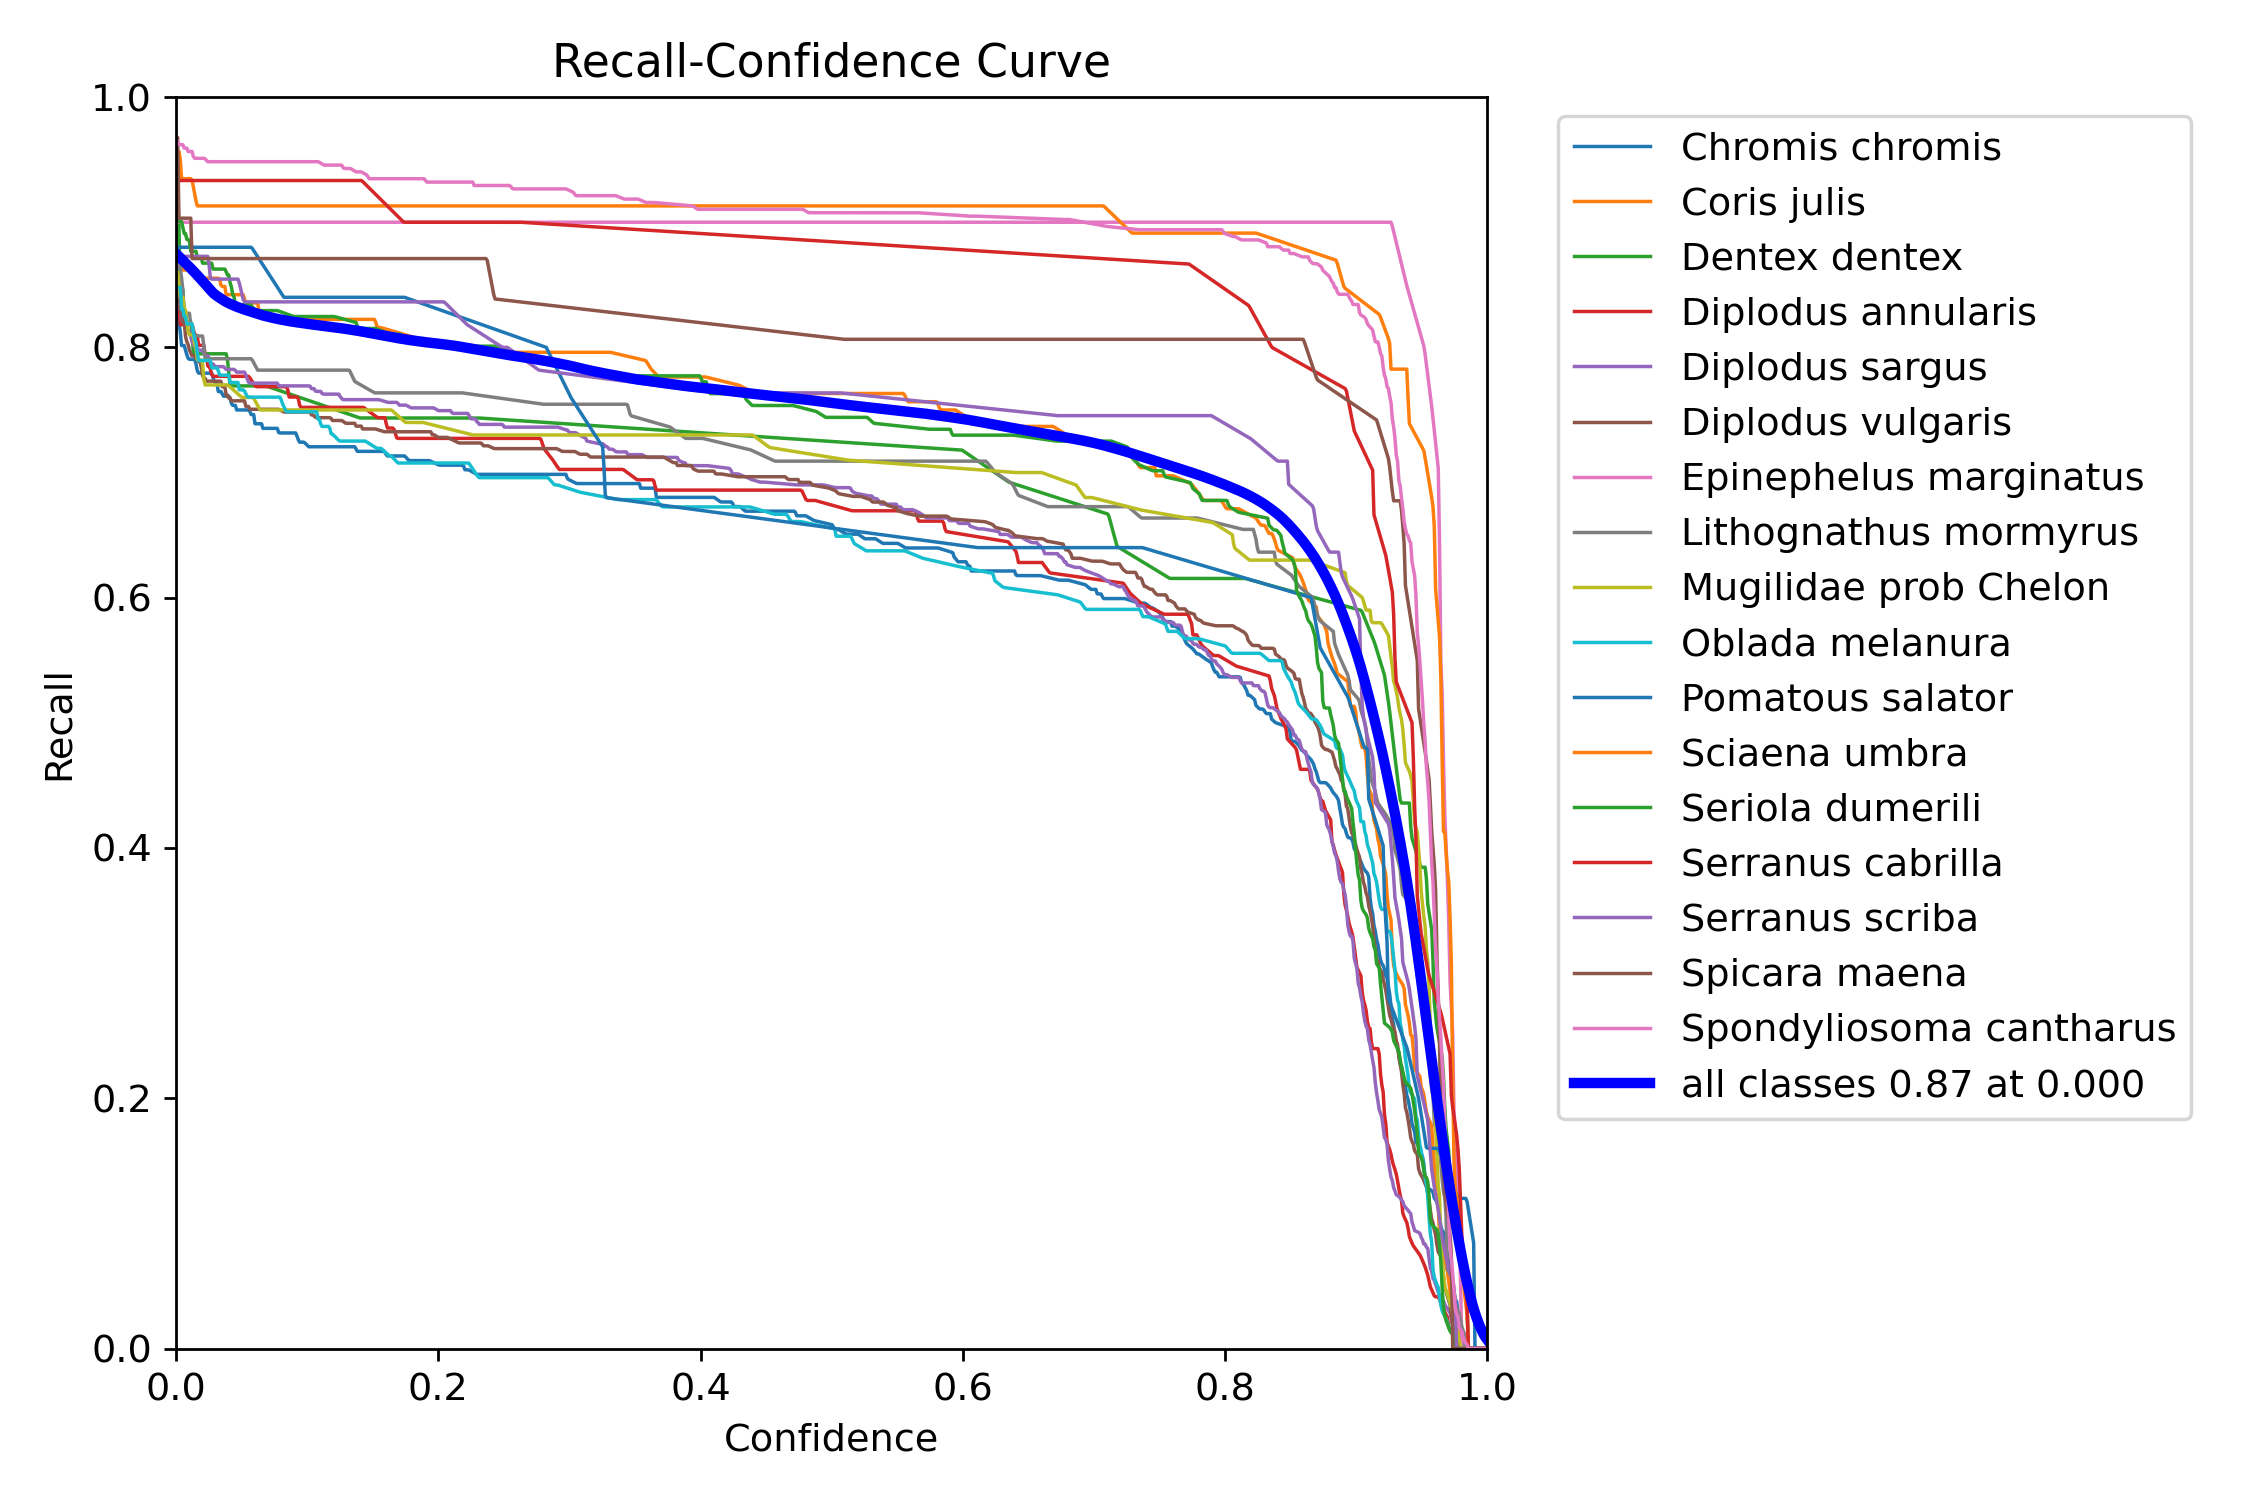 Recall-Confidence Curve
1.0
0.8
0.6
0.4
0.2
0.0
Recall
0.0 0.2 0.4 0.6 0.8 1.0
Confidence
Chromis chromis
Coris julis
Dentex dentex
Diplodus annularis
Diplodus sargus
Diplodus vulgaris
Epinephelus marginatus
Lithognathus mormyrus
Mugilidae prob Chelon
Oblada melanura
Pomatous salator
Sciaena umbra
Seriola dumerili
Serranus cabrilla
Serranus scriba
Spicara maena
Spondyliosoma cantharus
all classes 0.87 at 0.000